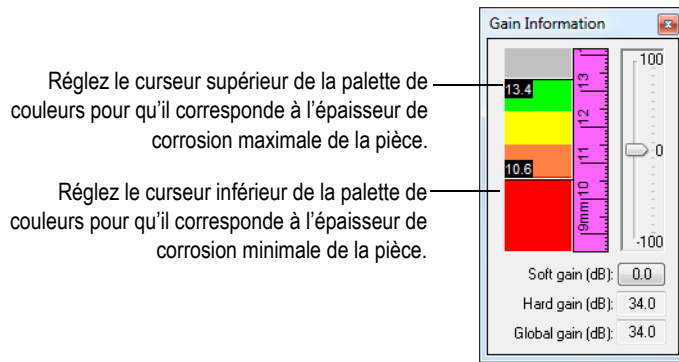 Gain Information
Réglez le curseur supérieur de la palette de
couleurs pour qu'il corresponde à l'épaisseur de
corrosion maximale de la pièce.
Réglez le curseur inférieur de la palette de
couleurs pour qu'il corresponde à l'épaisseur de
corrosion minimale de la pièce.
13.4
10.6
13
12
11
10
9mm
100
0
-100
Soft gain (dB): 0.0
Hard gain (dB): 34.0
Global gain (dB): 34.0